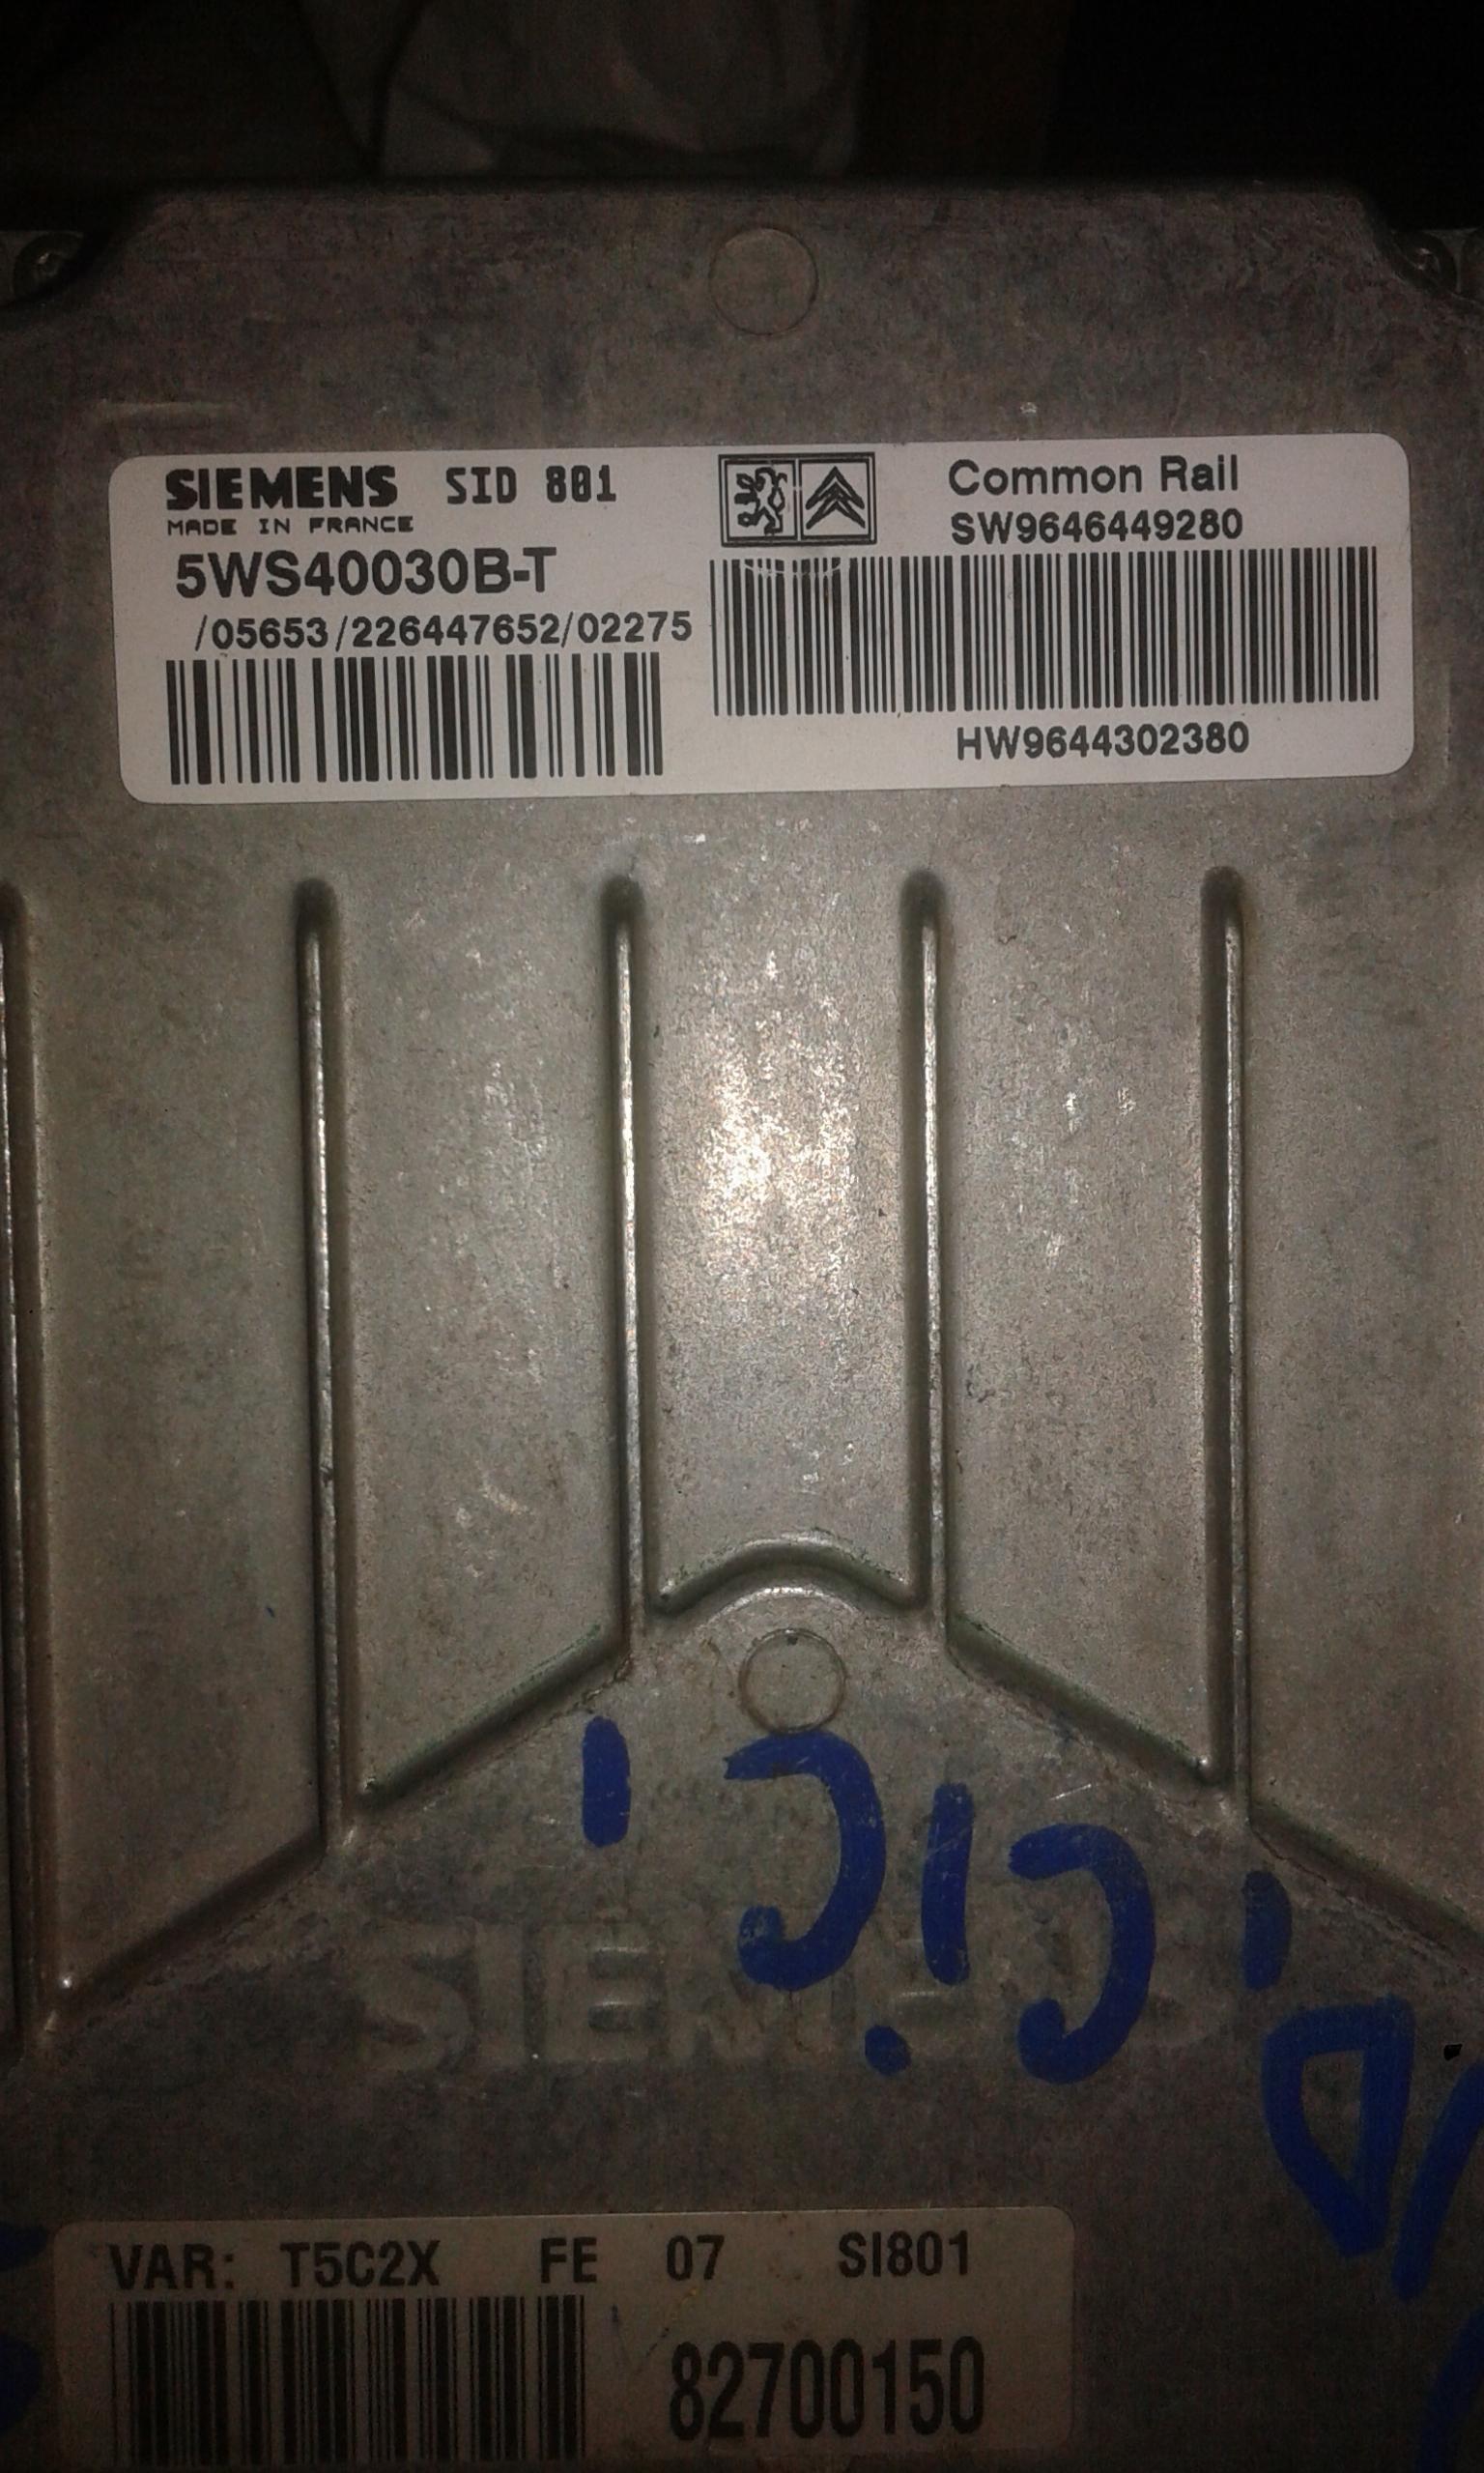 SIEMENS SID 801
MADE IN FRANCE
5WS40030B-T
/05653/226447652/02275
Common Rail
SW9646449280
HW9644302380
SIEMENS
VAR: T5C2X FE 07 SI801
82700150